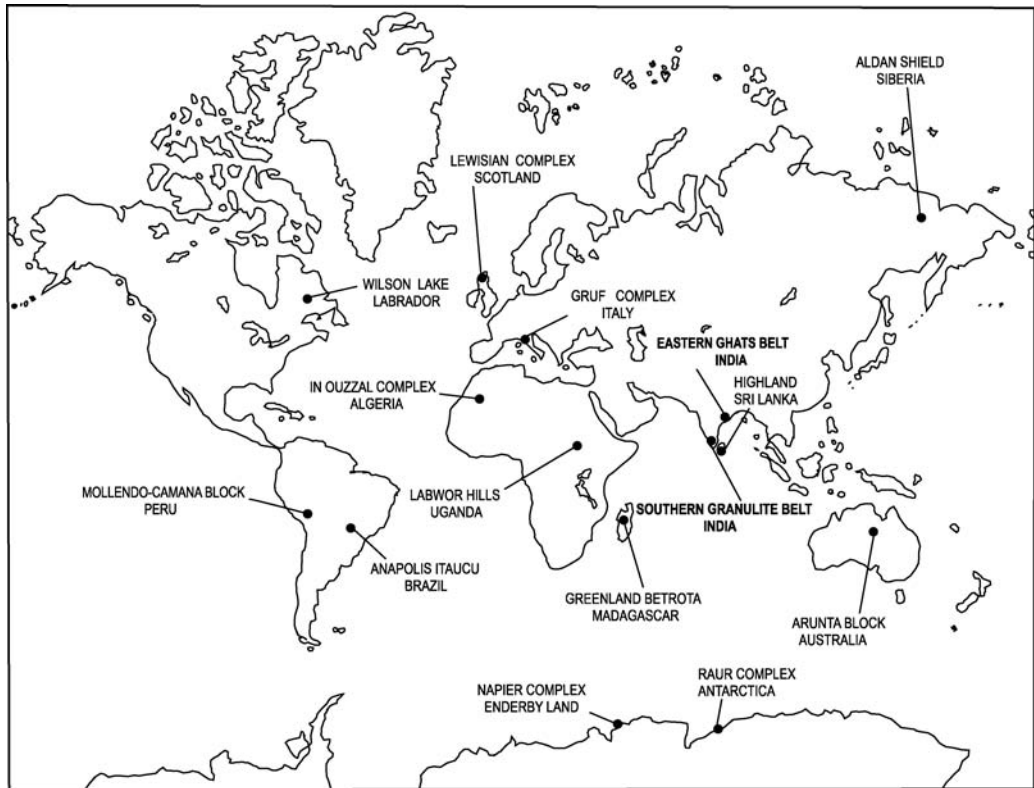 ALDAN SHIELD
SIBERIA
LEWISIAN COMPLEX
SCOTLAND
WILSON LAKE
LABRADOR
GRUF COMPLEX
ITALY
EASTERN GHATS BELT
INDIA
HIGHLAND
SRI LANKA
IN OUZZAL COMPLEX
ALGERIA
MOLLENDO-CAMANA BLOCK
PERU
LABWOR HILLS
UGANDA
SOUTHERN GRANULITE BELT
INDIA
ANAPOLIS ITAUCU
BRAZIL
GREENLAND BETROTA
MADAGASCAR
ARUNTA BLOCK
AUSTRALIA
NAPIER COMPLEX
ENDERBY LAND
RAUR COMPLEX
ANTARCTICA